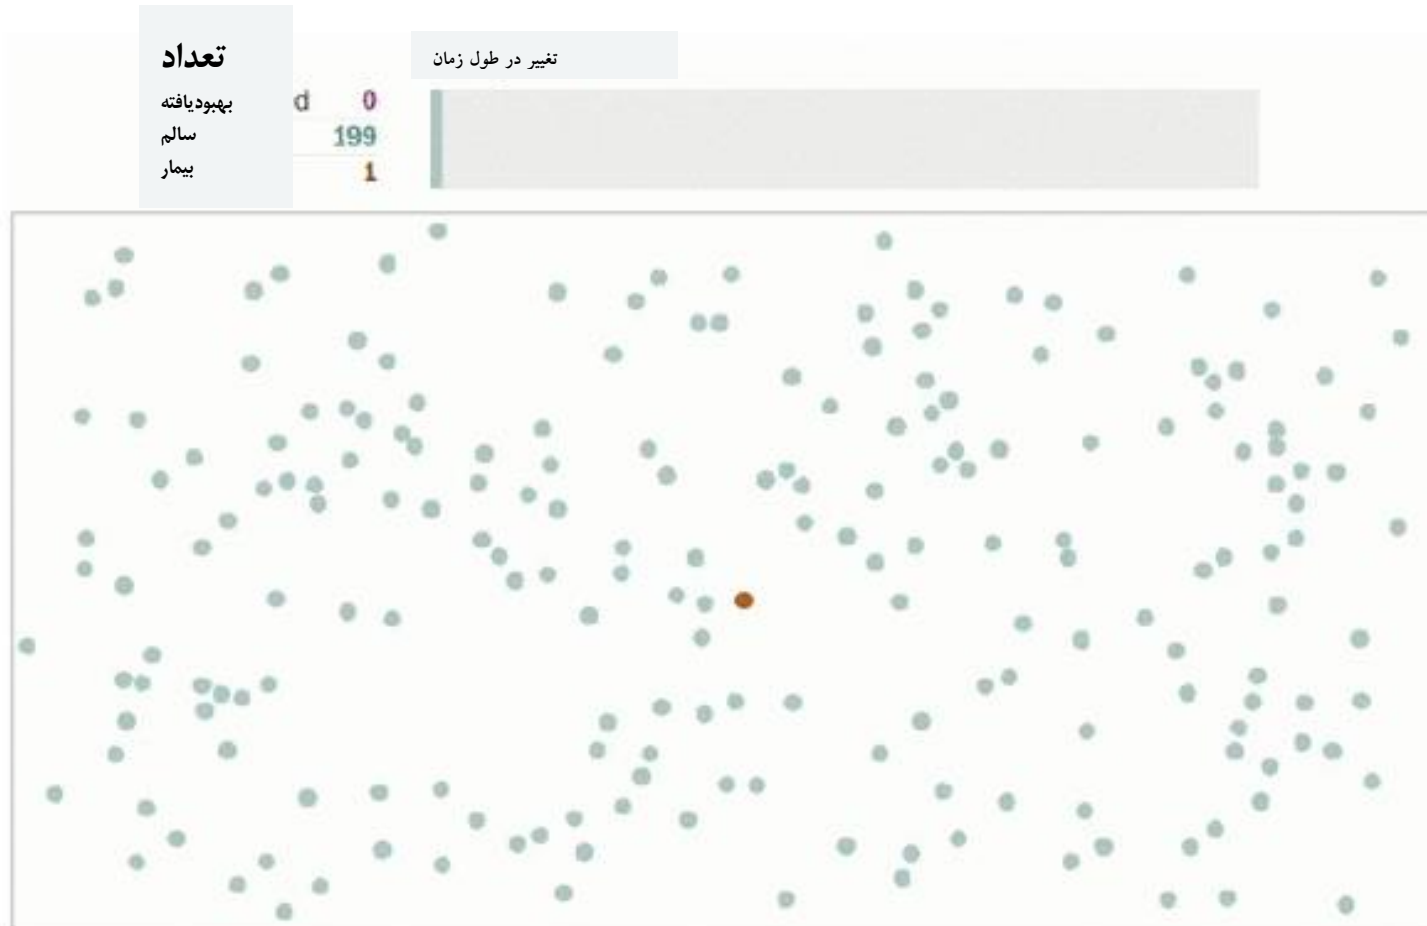 تعداد
تغییر در طول زمان
بهبودیافته d 0
سالم 199
بیمار 1